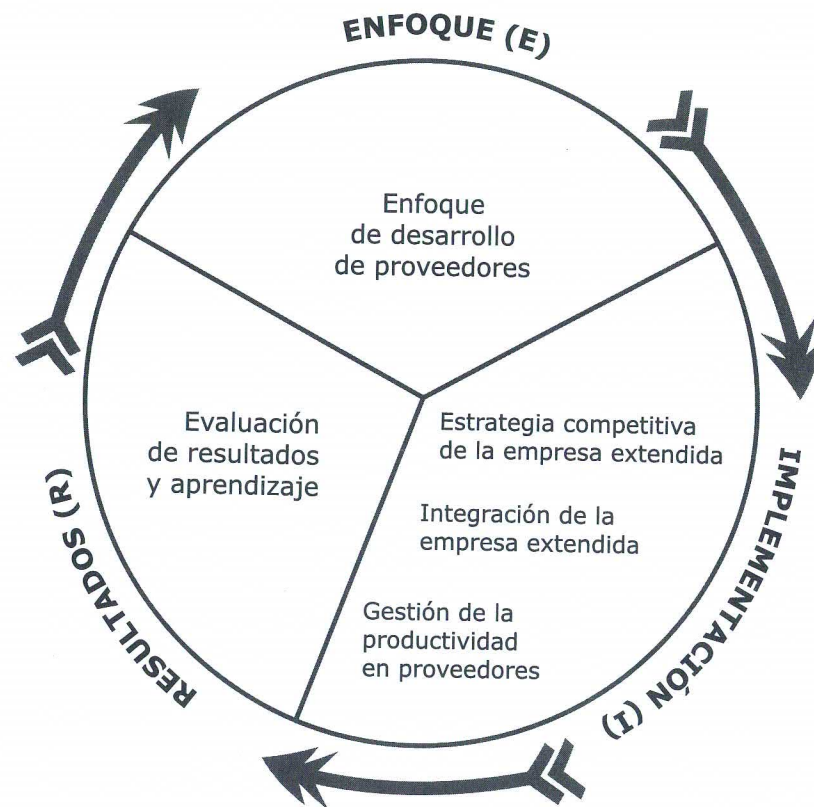 ENFOQUE (E)
Enfoque
de desarrollo
de proveedores
Estrategia competitiva
de la empresa extendida
Integración de la
empresa extendida
Gestión de la
productividad
en proveedores
IMPLEMENTACIÓN (I)
Evaluación
de resultados
y aprendizaje
RESULTADOS (R)